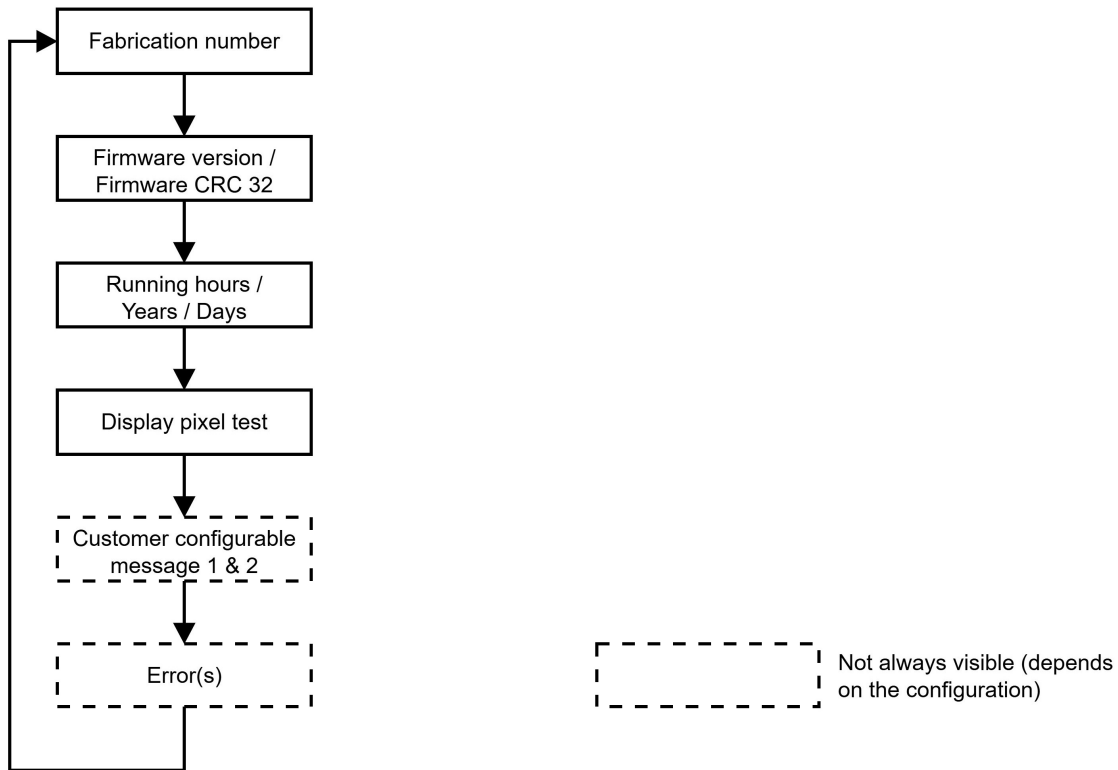 Fabrication number
Firmware version /
Firmware CRC 32
Running hours /
Years / Days
Display pixel test
Customer configurable
message 1 & 2
Error(s)
Not always visible (depends
on the configuration)